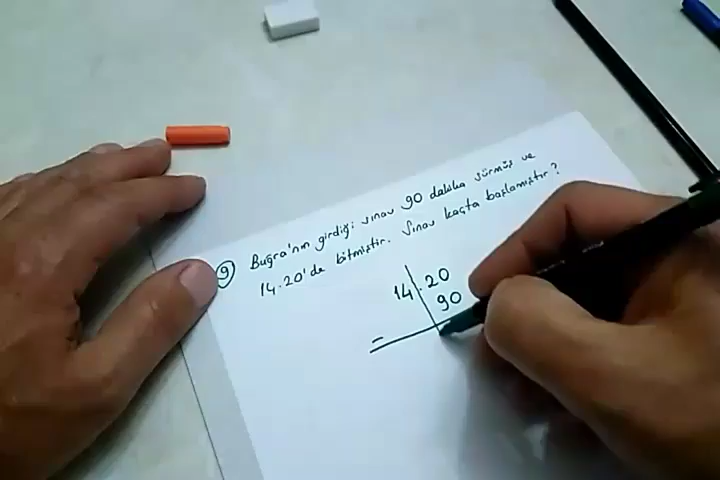 9 Buğra'nın girdiği sınav 90 dakika sürmüş ve
14.20'de bitmiştir. Sınav kaçta başlamıştır?
14.20
90
-